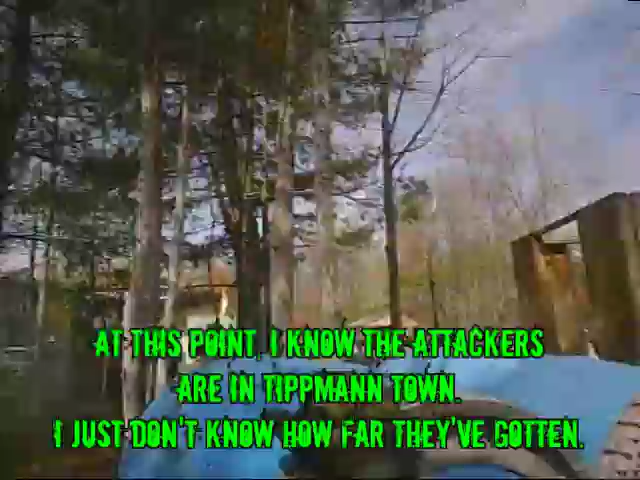 AT THIS POINT, I KNOW THE ATTACKERS
ARE IN TIPPMANN TOWN.
I JUST DON'T KNOW HOW FAR THEY'VE GOTTEN.